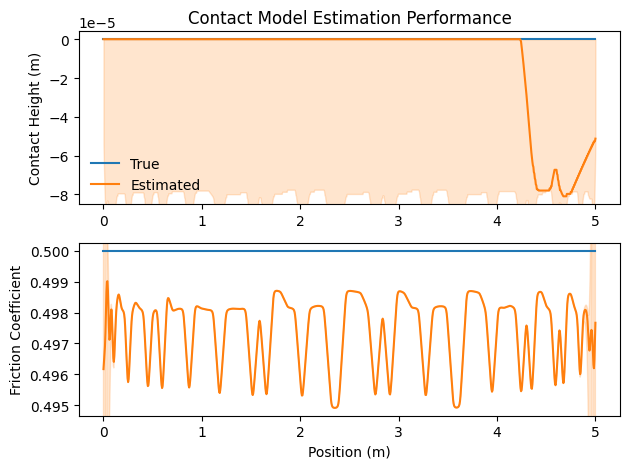 Contact Model Estimation Performance
1e−5
Contact Height (m)
0
−2
−4
−6
−8
True
Estimated
0 1 2 3 4 5
Friction Coefficient
0.500
0.499
0.498
0.497
0.496
0.495
0 1 2 3 4 5
Position (m)